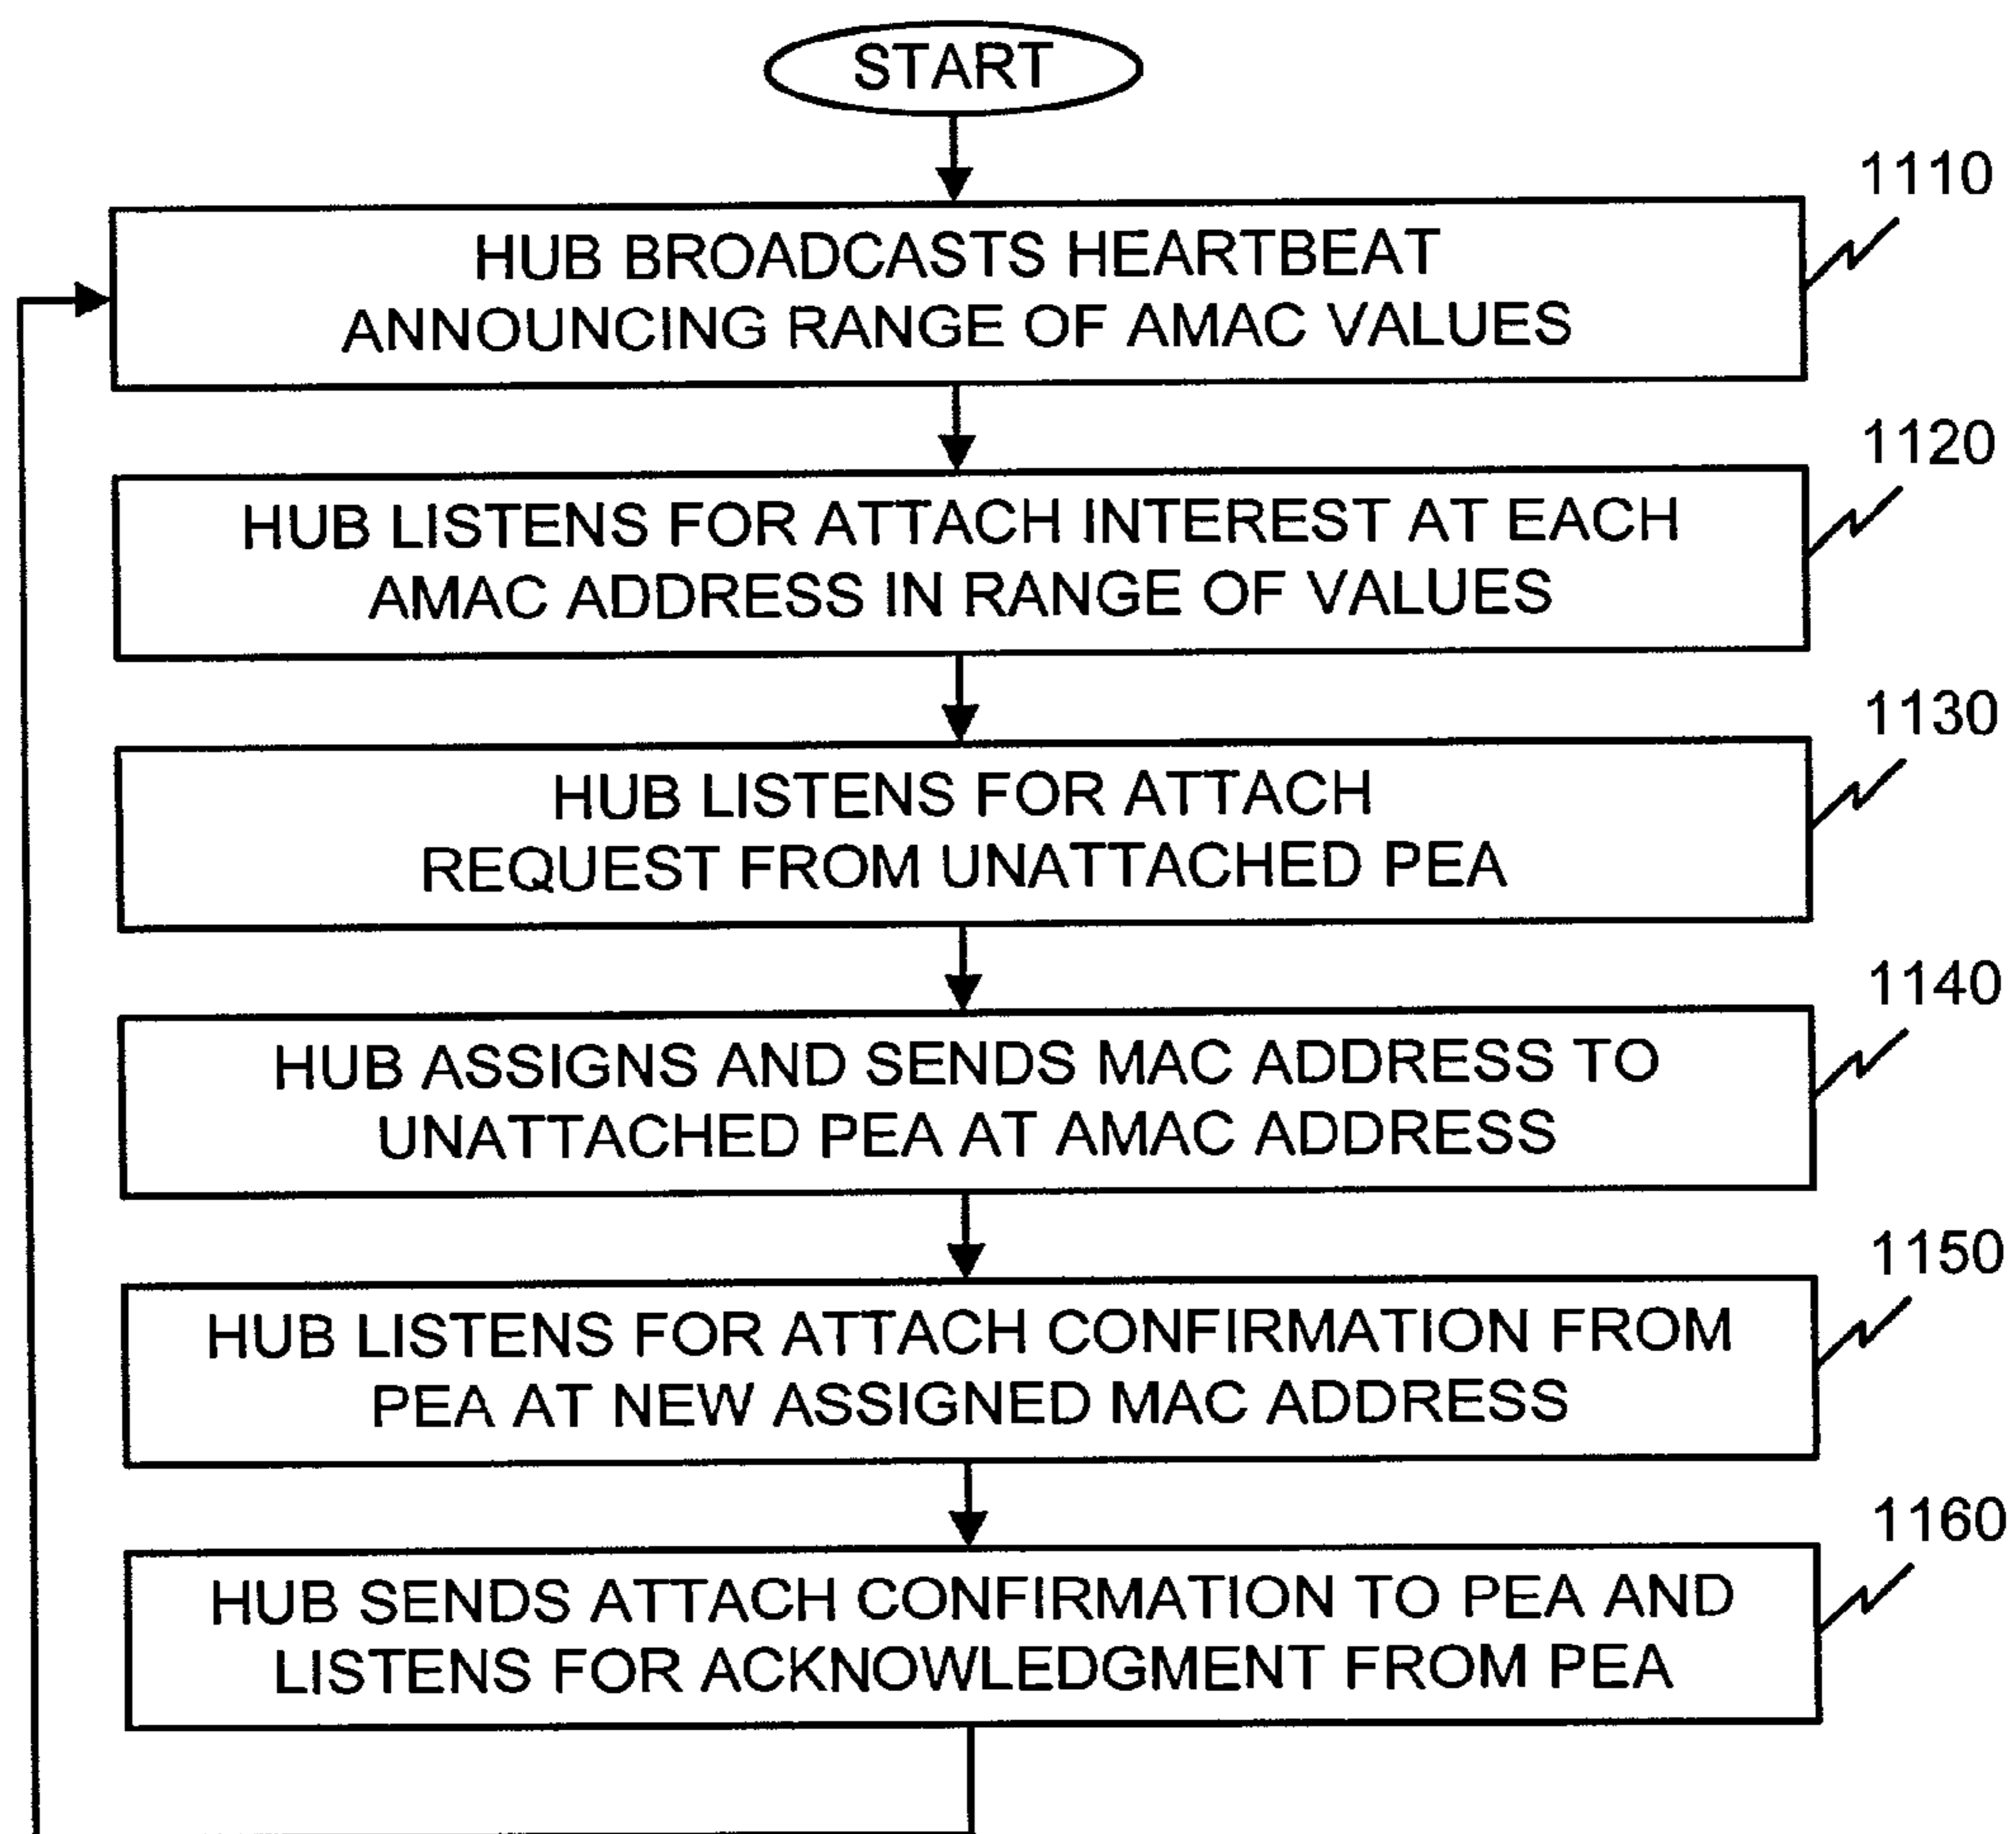 START
1110
HUB BROADCASTS HEARTBEAT
ANNOUNCING RANGE OF AMAC VALUES
1120
HUB LISTENS FOR ATTACH INTEREST AT EACH
AMAC ADDRESS IN RANGE OF VALUES
1130
HUB LISTENS FOR ATTACH
REQUEST FROM UNATTACHED PEA
1140
HUB ASSIGNS AND SENDS MAC ADDRESS TO
UNATTACHED PEA AT AMAC ADDRESS
1150
HUB LISTENS FOR ATTACH CONFIRMATION FROM
PEA AT NEW ASSIGNED MAC ADDRESS
1160
HUB SENDS ATTACH CONFIRMATION TO PEA AND
LISTENS FOR ACKNOWLEDGMENT FROM PEA